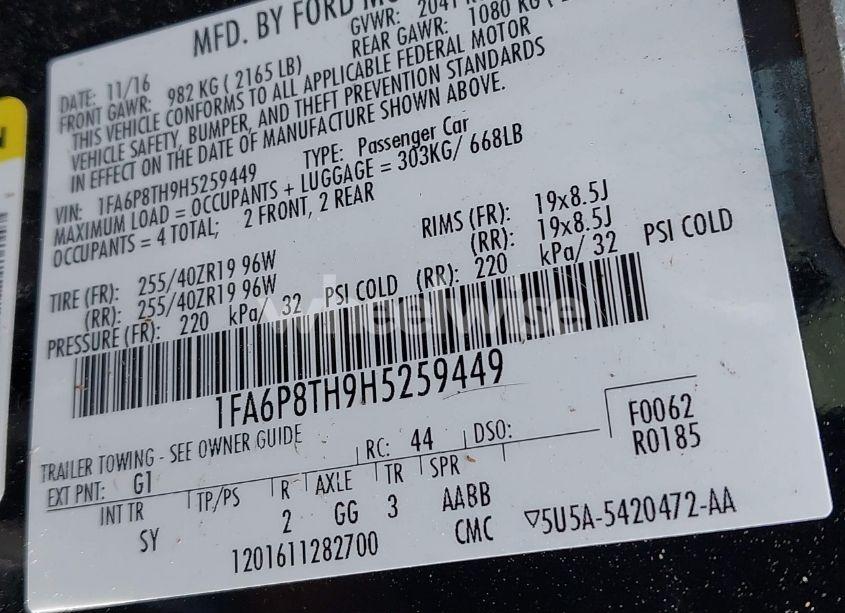 MFD. BY FORD
GVWR: 2041
DATE: 11/16
FRONT GAWR: 982 KG ( 2165 LB)
REAR GAWR: 1080 KG
THIS VEHICLE CONFORMS TO ALL APPLICABLE FEDERAL MOTOR
VEHICLE SAFETY, BUMPER, AND THEFT PREVENTION STANDARDS
IN EFFECT ON THE DATE OF MANUFACTURE SHOWN ABOVE.
VIN: 1FA6P8TH9H5259449 TYPE: Passenger Car
MAXIMUM LOAD = OCCUPANTS + LUGGAGE = 303KG/ 668LB
OCCUPANTS = 4 TOTAL; 2 FRONT, 2 REAR
TIRE (FR): 255/40ZR19 96W RIMS (FR): 19x8.5J
(RR): 255/40ZR19 96W (RR): 19x8.5J
PRESSURE (FR): 220 kPa/ 32 PSI COLD (RR): 220 kPa/ 32 PSI COLD
wheelwise
1FA6P8TH9H5259449
TRAILER TOWING - SEE OWNER GUIDE
F0062
EXT PNT: G1 RC: 44 DSO:
R0185
INT TR TP/PS R AXLE TR SPR
SY 2 GG 3 AABB
1201611282700 CMC ▽5U5A-5420472-AA